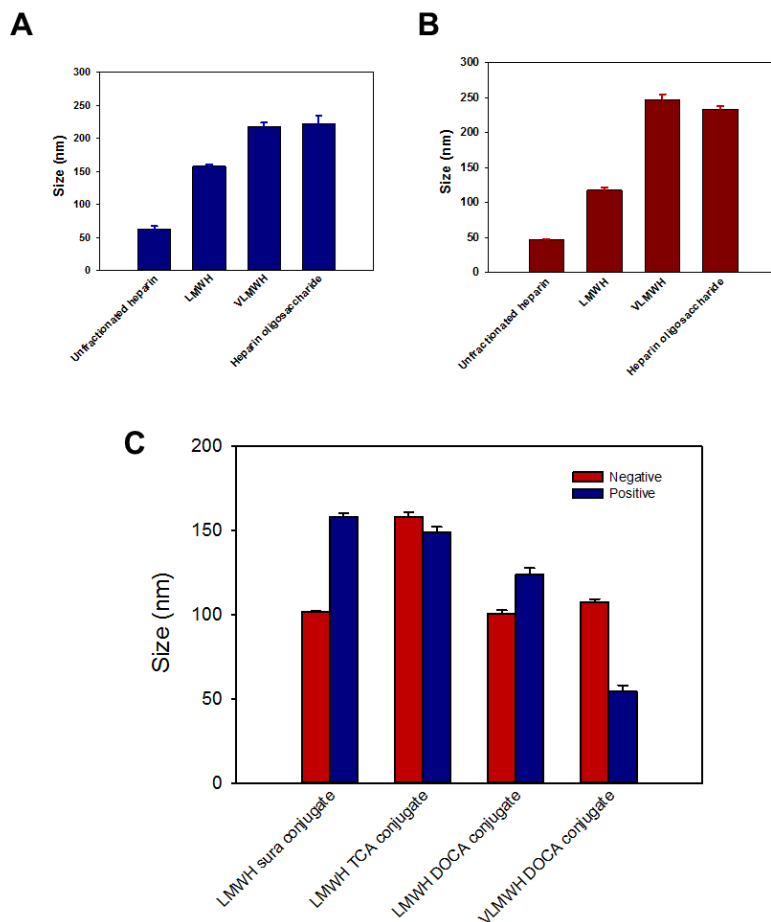 A
300
250
200
150
100
50
0
Size (nm)
Unfractionated heparin
LMWH
VLMWH
Heparin oligosaccharide
B
300
250
200
150
100
50
0
Size (nm)
Unfractionated heparin
LMWH
VLMWH
Heparin oligosaccharide
C
200
150
100
50
0
Size (nm)
Negative
Positive
LMWH sura conjugate
LMWH TCA conjugate
LMWH DOCA conjugate
VLMWH DOCA conjugate